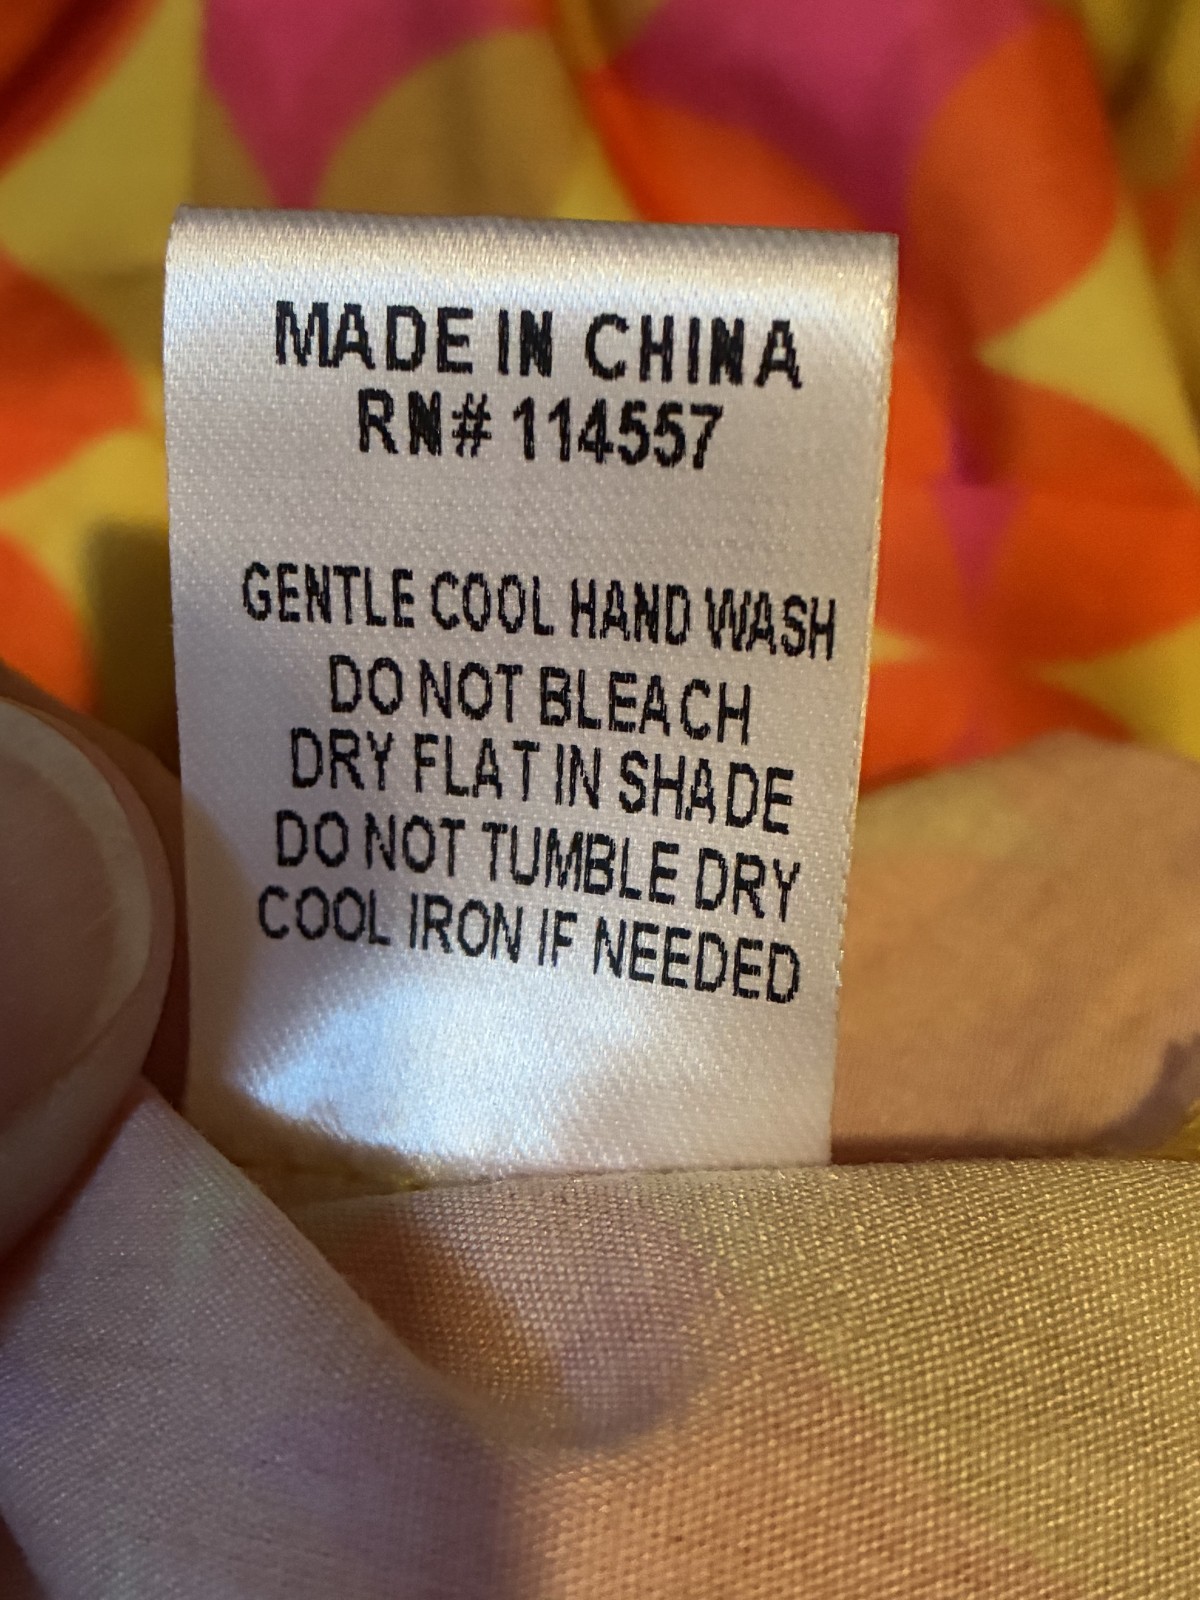 MADE IN CHINA
RN# 114557
GENTLE COOL HAND WASH
DO NOT BLEACH
DRY FLAT IN SHADE
DO NOT TUMBLE DRY
COOL IRON IF NEEDED